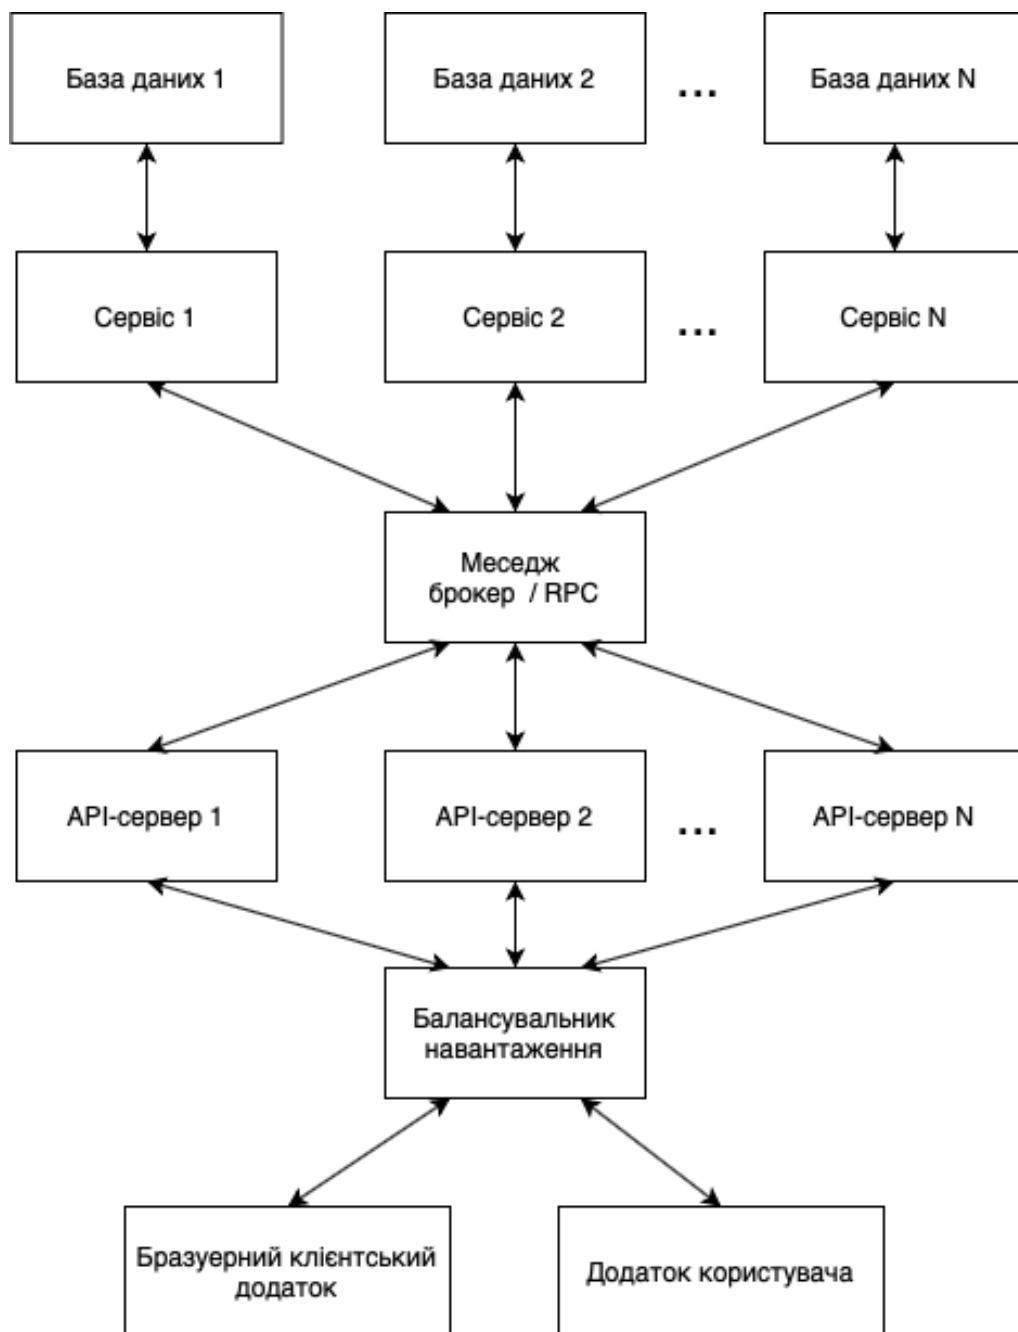 База даних 1
База даних 2
...
База даних N
Сервіс 1
Сервіс 2
...
Сервіс N
Меседж
брокер / RPC
API-сервер 1
API-сервер 2
...
API-сервер N
Балансувальник
навантаження
Бразуерний клієнтський
додаток
Додаток користувача